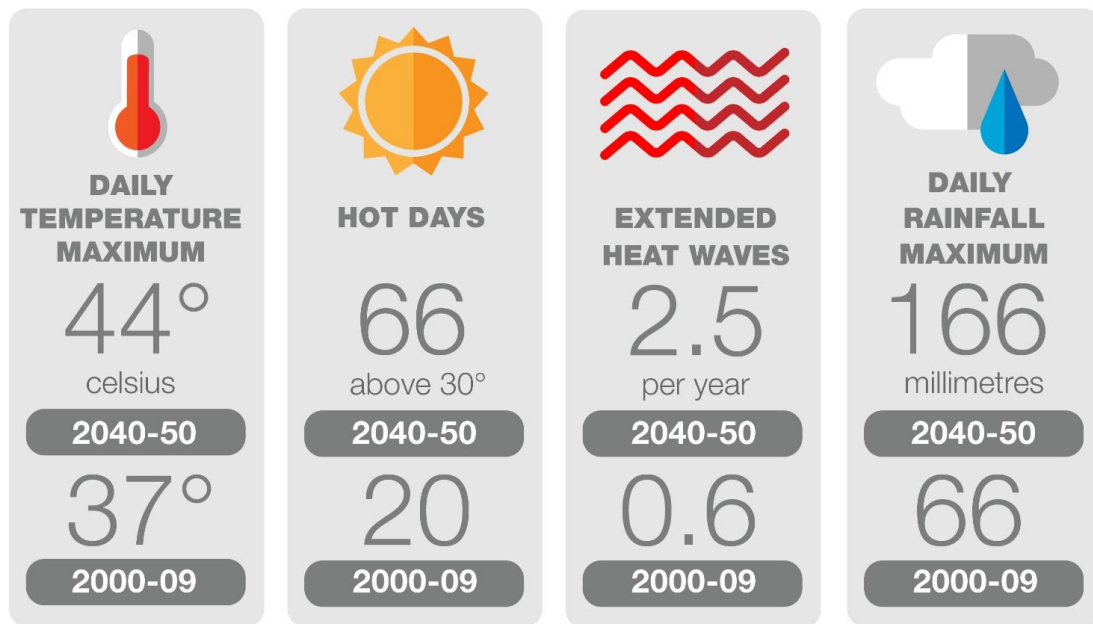 DAILY
TEMPERATURE
MAXIMUM
44°
celsius
2040-50
37°
2000-09
HOT DAYS
66
above 30°
2040-50
20
2000-09
EXTENDED
HEAT WAVES
2.5
per year
2040-50
0.6
2000-09
DAILY
RAINFALL
MAXIMUM
166
millimetres
2040-50
66
2000-09